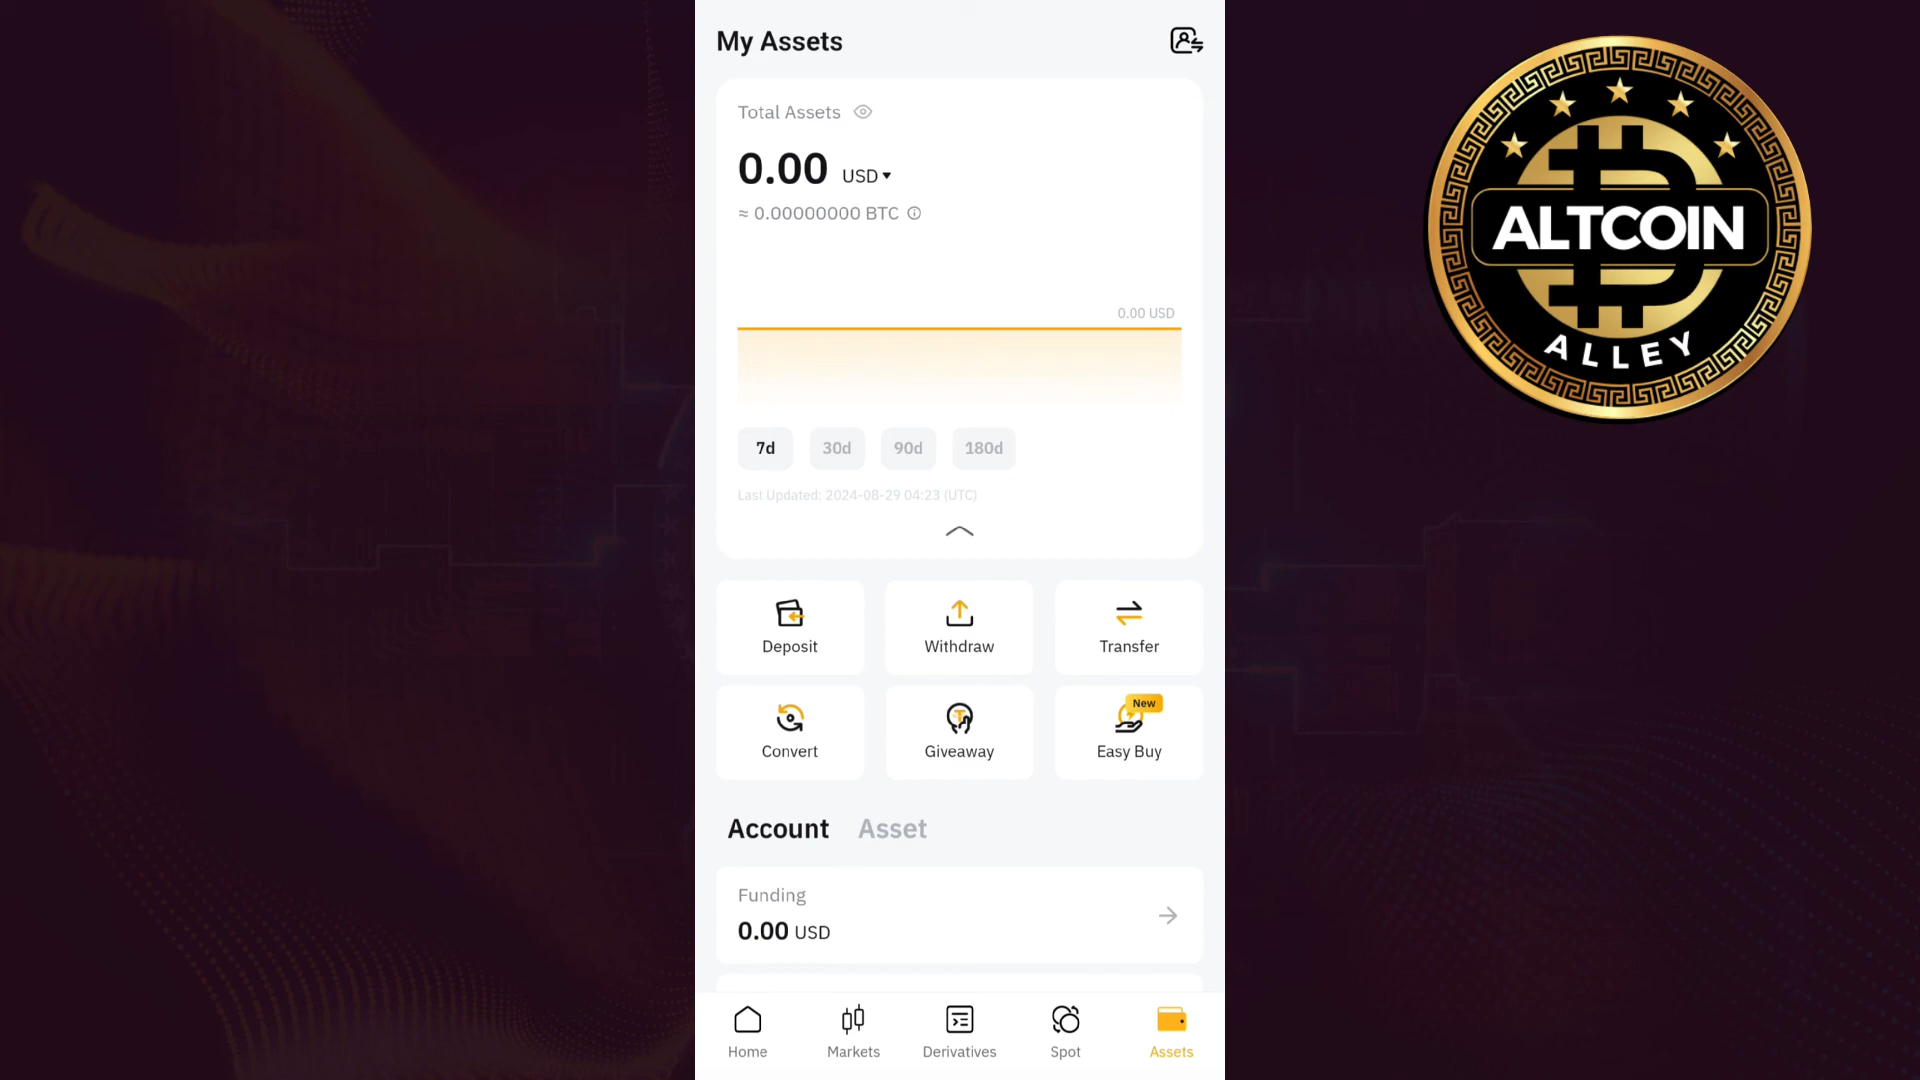 My Assets
Total Assets
0.00 USD
≈ 0.00000000 BTC
0.00 USD
7d 30d 90d 180d
Last Updated: 2024-08-29 04:23 (UTC)
Deposit Withdraw Transfer
New
Convert Giveaway Easy Buy
Account Asset
Funding
0.00 USD
Home Markets Derivatives Spot Assets
ALTCOIN
ALLEY